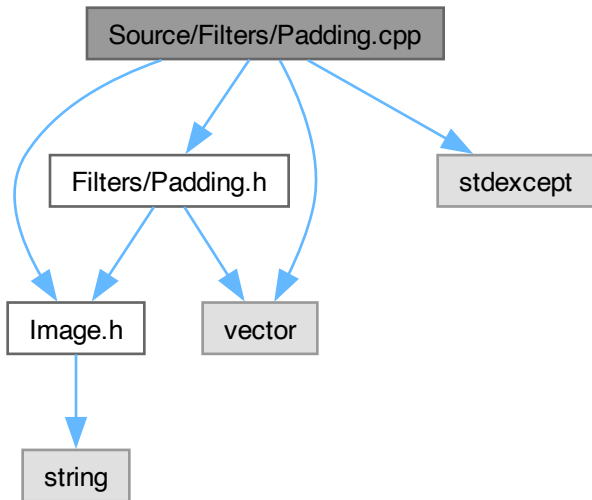 Source/Filters/Padding.cpp
Filters/Padding.h
stdexcept
Image.h
vector
string